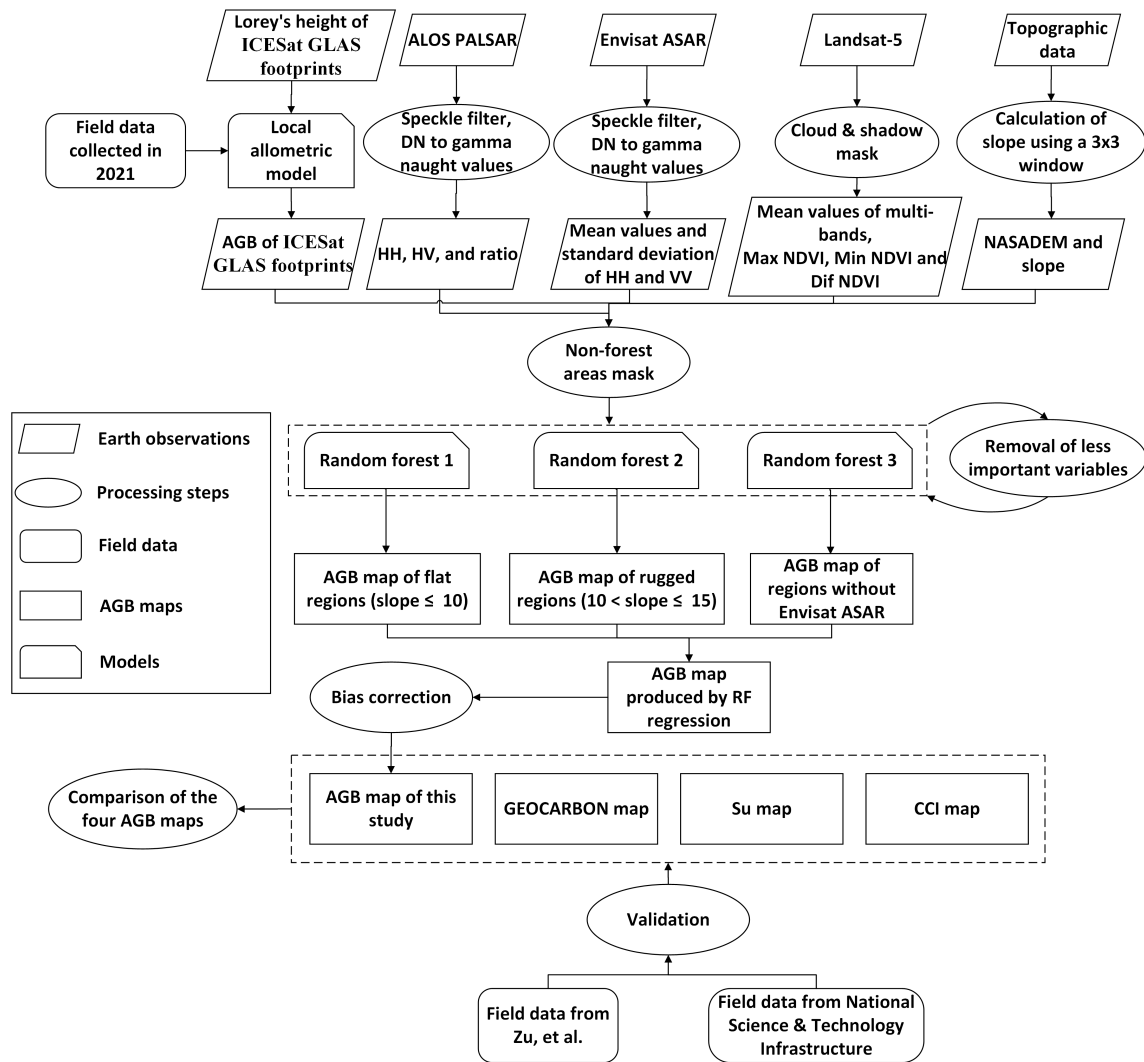 Lorey's height of
ICESat GLAS
footprints
ALOS PALSAR
Envisat ASAR
Landsat-5
Topographic
data
Field data
collected in
2021
Local
allometric
model
Speckle filter,
DN to gamma
naught values
Speckle filter,
DN to gamma
naught values
Cloud & shadow
mask
Calculation of
slope using a 3x3
window
AGB of ICESat
GLAS footprints
HH, HV, and ratio
Mean values and
standard deviation
of HH and VV
Mean values of multi-
bands,
Max NDVI, Min NDVI and
Dif NDVI
NASADEM and
slope
Non-forest
areas mask
Earth observations
Processing steps
Field data
AGB maps
Models
Random forest 1
Random forest 2
Random forest 3
Removal of less
important variables
AGB map of flat
regions (slope ≤ 10)
AGB map of rugged
regions (10 < slope ≤ 15)
AGB map of
regions without
Envisat ASAR
Bias correction
AGB map
produced by RF
regression
Comparison of the
four AGB maps
AGB map of this
study
GEOCARBON map
Su map
CCI map
Validation
Field data from
Zu, et al.
Field data from National
Science & Technology
Infrastructure